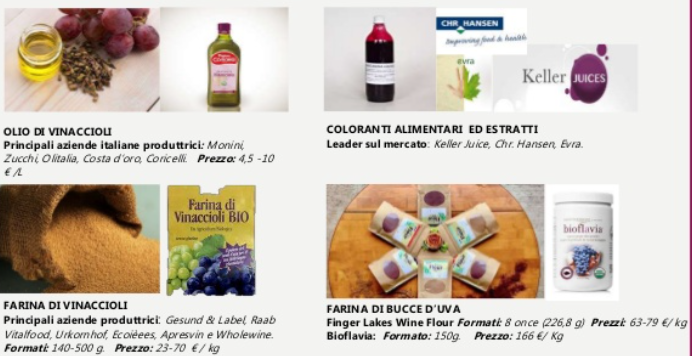 CHR. HANSEN
Improving food & health
evra
Keller JUICES
OLIO DI VINACCIOLI
Principali aziende italiane produttrici: Monini,
Zucchi, Olitalia, Costa d'oro, Coricelli. Prezzo: 4,5 -10
€ /L
COLORANTI ALIMENTARI ED ESTRATTI
Leader sul mercato: Keller Juice, Chr. Hansen, Evra.
Farina di
Vinaccioli BIO
bioflavia
FARINA DI VINACCIOLI
Principali aziende produttrici: Gesund & Label, Raab
Vitalfood, Urkornhof, Ecoièees, Apresvin e Wholewine.
Formati: 140-500 g. Prezzo: 23-70 € / kg
FARINA DI BUCCE D'UVA
Finger Lakes Wine Flour Formati: 8 once (226,8 g) Prezzi: 63-79 €/ kg
Bioflavia: Formato: 150g. Prezzo: 166 €/ Kg